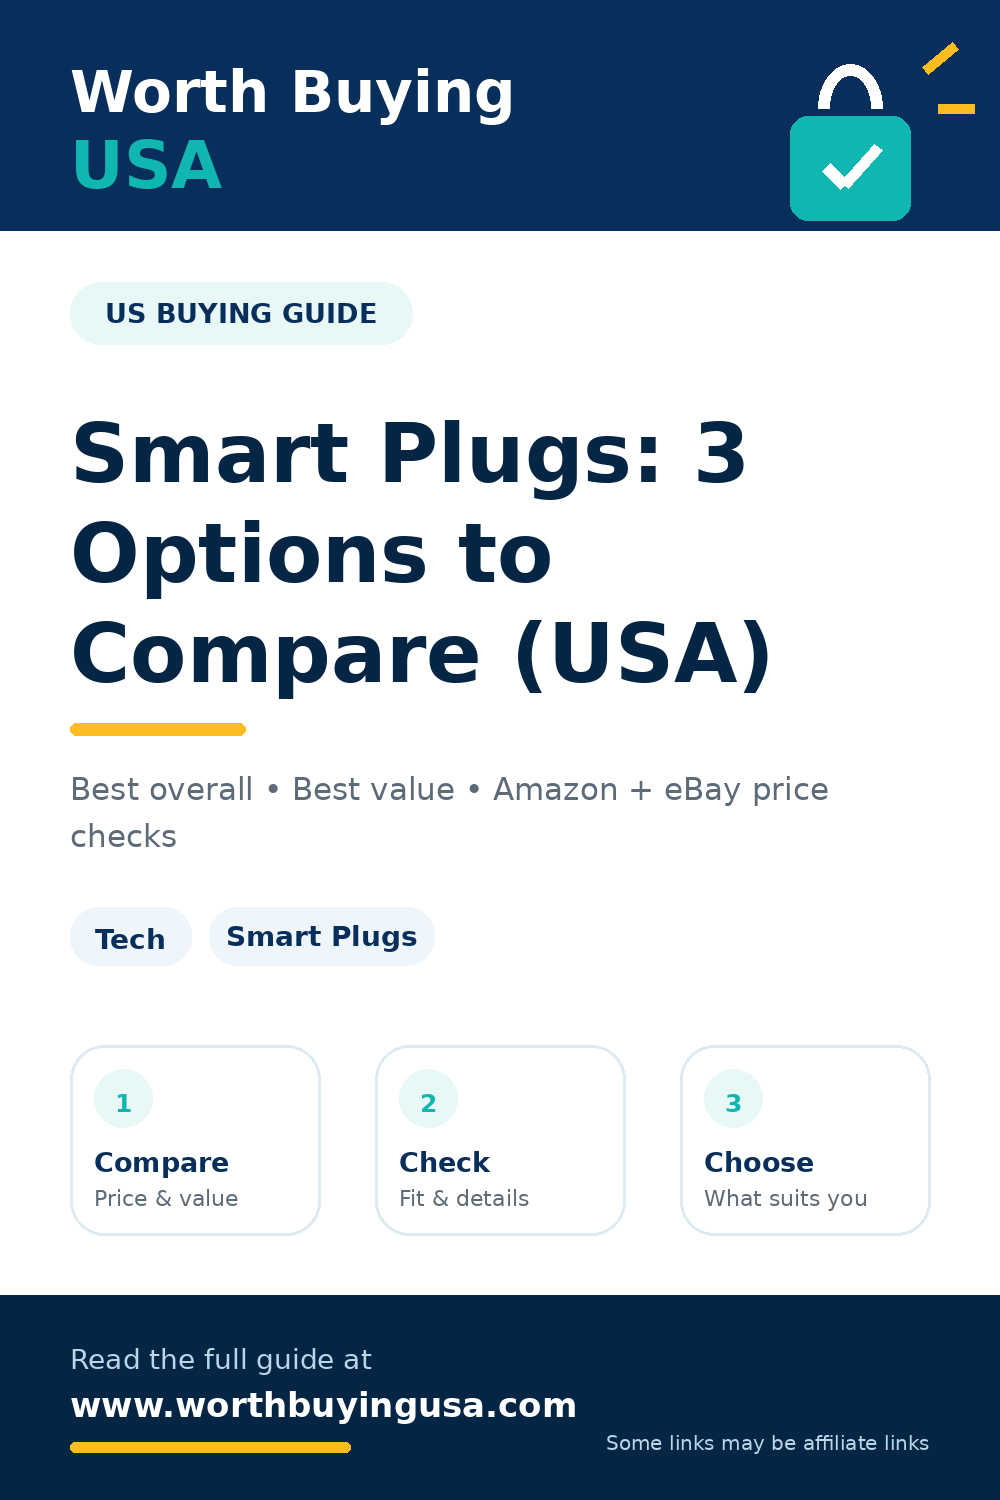 Worth Buying
USA
US BUYING GUIDE
Smart Plugs: 3
Options to
Compare (USA)
Best overall • Best value • Amazon + eBay price
checks
Tech
Smart Plugs
1
Compare
Price & value
2
Check
Fit & details
3
Choose
What suits you
Read the full guide at
www.worthbuyingusa.com
Some links may be affiliate links